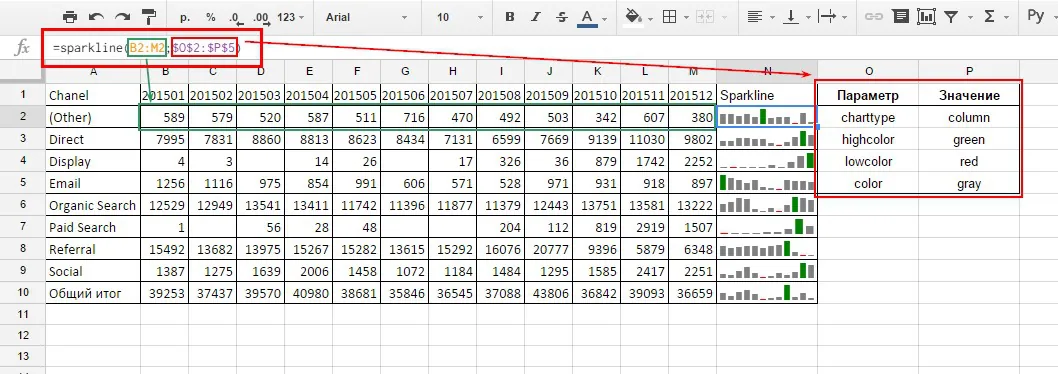 р. % .0 .00 123 Arial 10 B I S A Σ Ру
fx =sparkline(B2:M2;$O$2:$P$5)
A B C D E F G H I J K L M N O P
1 Chanel 201501 201502 201503 201504 201505 201506 201507 201508 201509 201510 201511 201512 Sparkline Параметр Значение
2 (Other) 589 579 520 587 511 716 470 492 503 342 607 380 charttype column
3 Direct 7995 7831 8860 8813 8623 8434 7131 6599 7669 9139 11030 9802 highcolor green
4 Display 4 3 14 26 17 326 36 879 1742 2252 lowcolor red
5 Email 1256 1116 975 854 991 606 571 528 971 931 918 897 color gray
6 Organic Search 12529 12949 13541 13411 11742 11396 11877 11379 12443 13751 13581 13222
7 Paid Search 1 56 28 48 204 112 819 2919 1507
8 Referral 15492 13682 13975 15267 15282 13615 15292 16076 20777 9396 5879 6348
9 Social 1387 1275 1639 2006 1458 1072 1184 1484 1295 1585 2417 2251
10 Общий итог 39253 37437 39570 40980 38681 35846 36545 37088 43806 36842 39093 36659
11
12
13